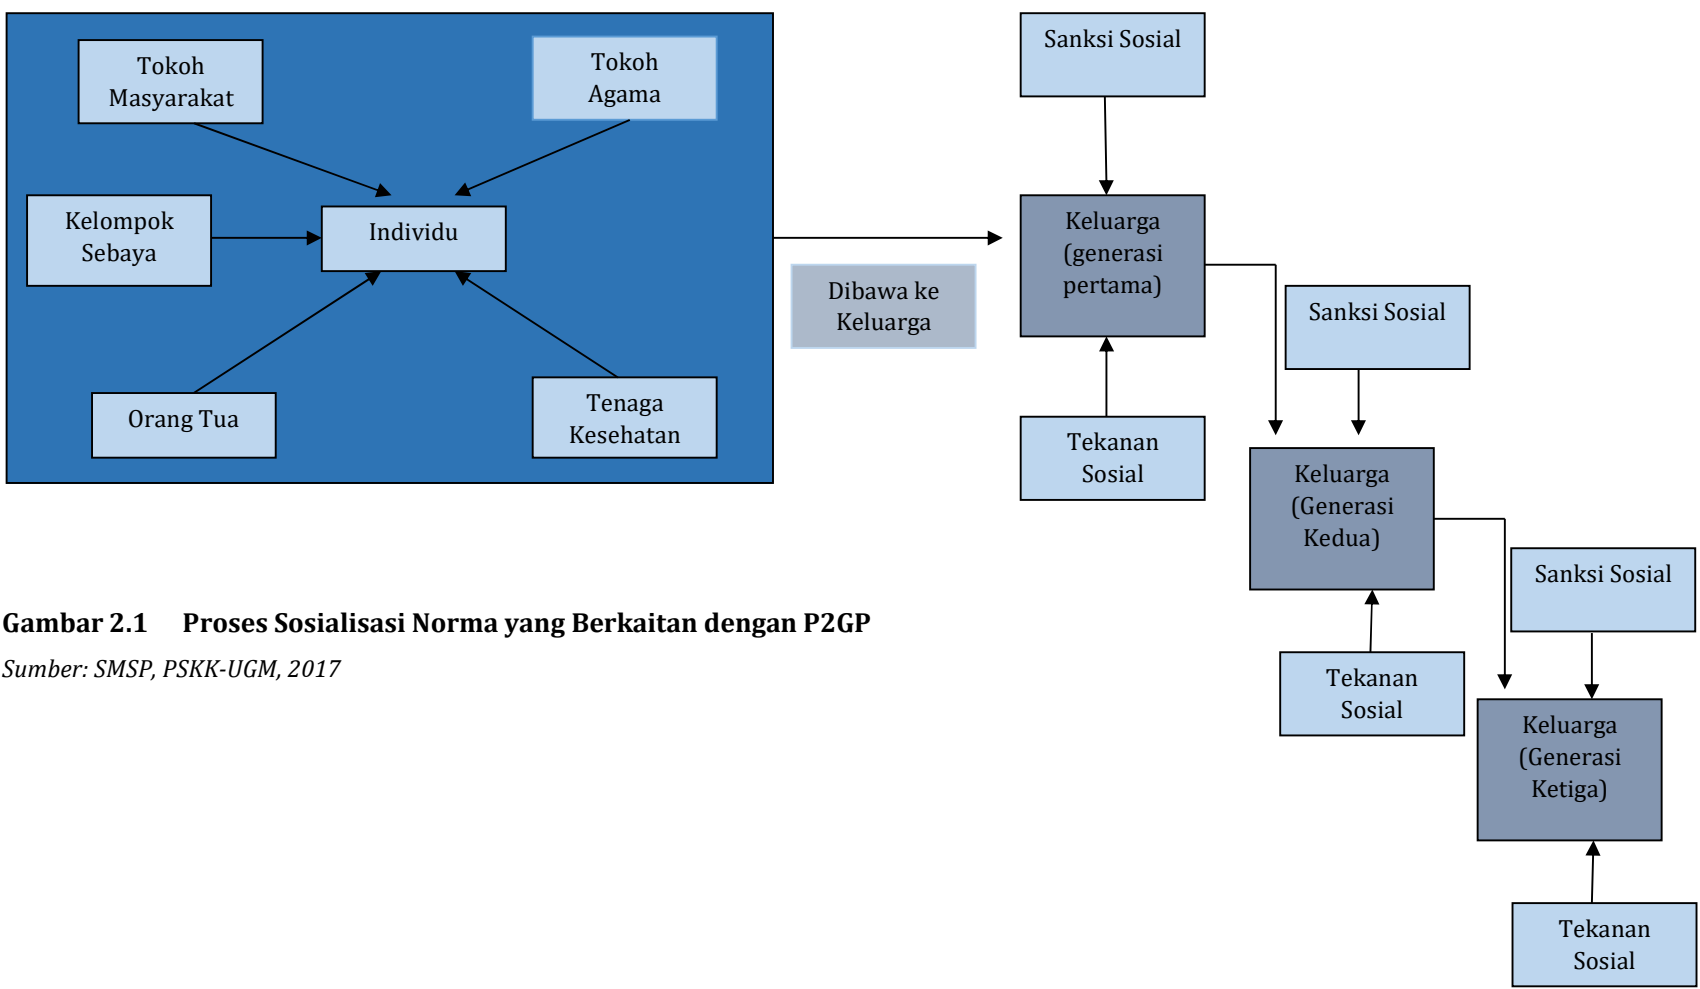 Tokoh
Masyarakat
Tokoh
Agama
Kelompok
Sebaya
Individu
Orang Tua
Tenaga
Kesehatan
Dibawa ke
Keluarga
Sanksi Sosial
Keluarga
(generasi
pertama)
Tekanan
Sosial
Sanksi Sosial
Keluarga
(Generasi
Kedua)
Tekanan
Sosial
Sanksi Sosial
Keluarga
(Generasi
Ketiga)
Tekanan
Sosial
Gambar 2.1 Proses Sosialisasi Norma yang Berkaitan dengan P2GP
Sumber: SMSP, PSKK-UGM, 2017